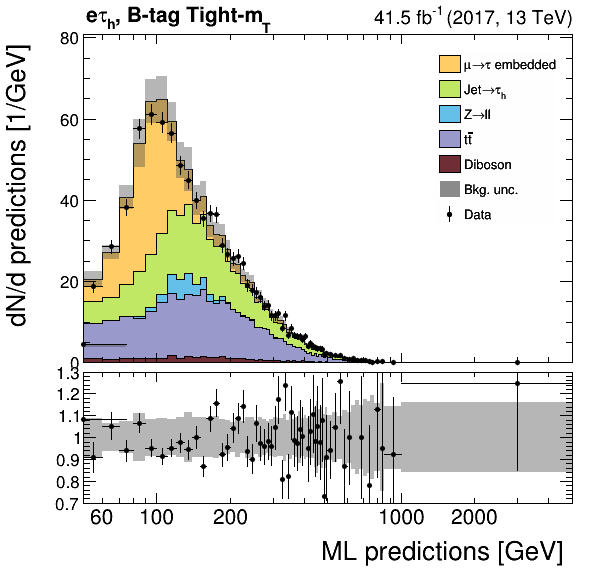 eτh, B-tag Tight-mT 41.5 fb-1 (2017, 13 TeV)
dN/d predictions [1/GeV]
80
60
40
20
0
μ→τ embedded
Jet→τh
Z→ll
tt̄
Diboson
Bkg. unc.
Data
1.3
1.2
1.1
1
0.9
0.8
0.7
60 100 200 1000 2000
ML predictions [GeV]